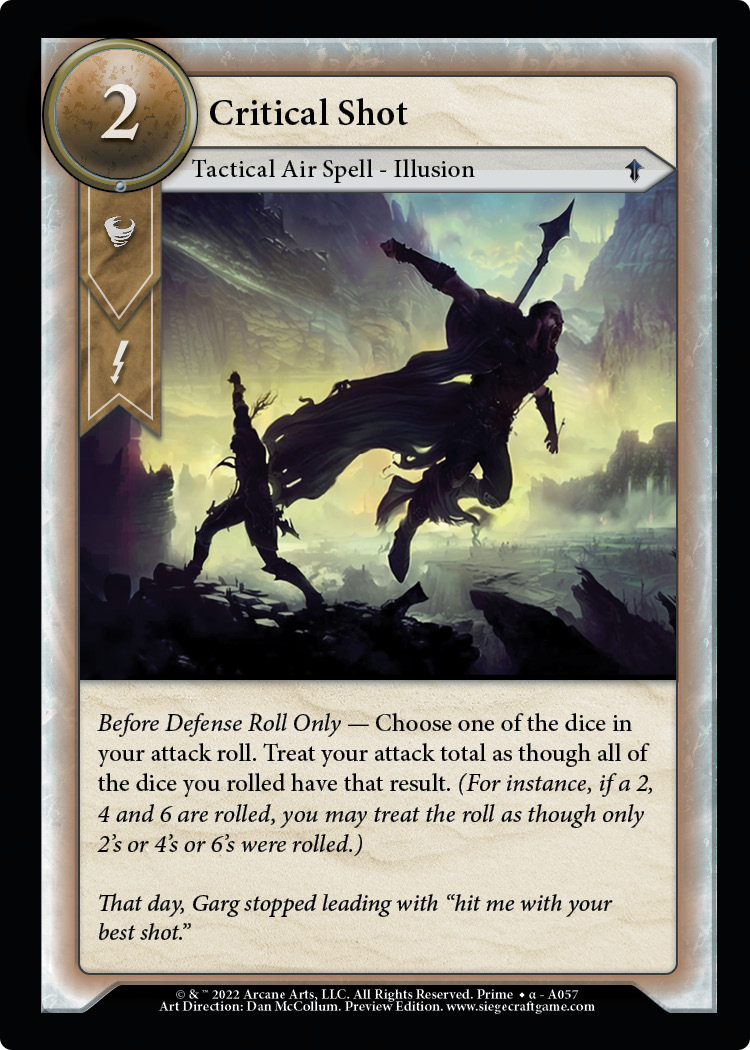 2
Critical Shot
Tactical Air Spell - Illusion
Before Defense Roll Only — Choose one of the dice in
your attack roll. Treat your attack total as though all of
the dice you rolled have that result. (For instance, if a 2,
4 and 6 are rolled, you may treat the roll as though only
2’s or 4’s or 6’s were rolled.)
That day, Garg stopped leading with “hit me with your
best shot.”
© & ™ 2022 Arcane Arts, LLC. All Rights Reserved. Prime ⬥ α - A057
Art Direction: Dan McCollum. Preview Edition. www.siegecraftgame.com